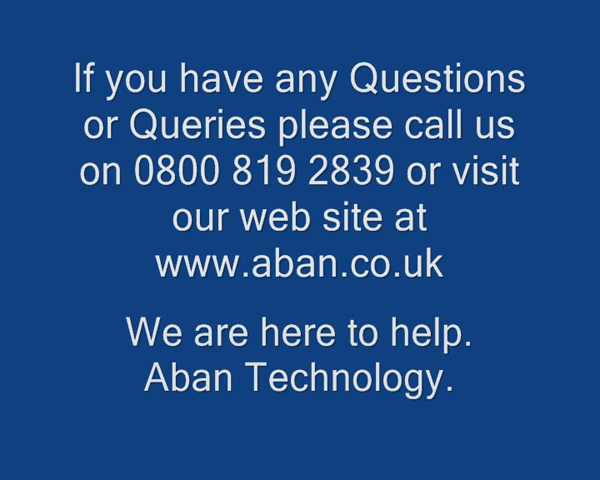 If you have any Questions
or Queries please call us
on 0800 819 2839 or visit
our web site at
www.aban.co.uk
We are here to help.
Aban Technology.